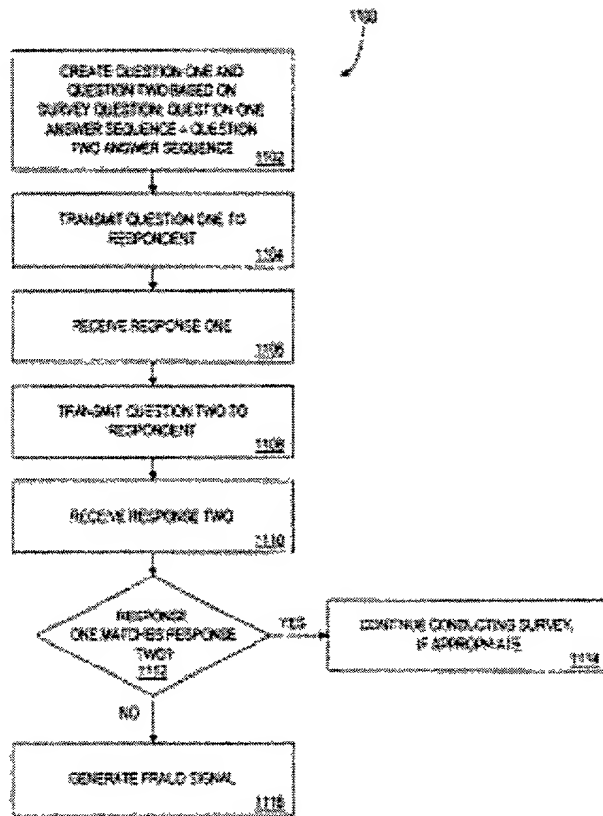 1100
CREATE QUESTION ONE AND
QUESTION TWO BASED ON
SURVEY QUESTION; QUESTION ONE
ANSWER SEQUENCE QUESTION
TWO ANSWER SEQUENCE
1102
TRANSMIT QUESTION ONE TO
RESPONDENT
1104
RECEIVE RESPONSE ONE
1106
TRANSMIT QUESTION TWO TO
RESPONDENT
1108
RECEIVE RESPONSE TWO
1110
RESPONSE
ONE MATCHES RESPONSE
TWO?
1112
YES
CONTINUE CONDUCTING SURVEY,
IF APPROPRIATE
1114
NO
GENERATE FRAUD SIGNAL
1116